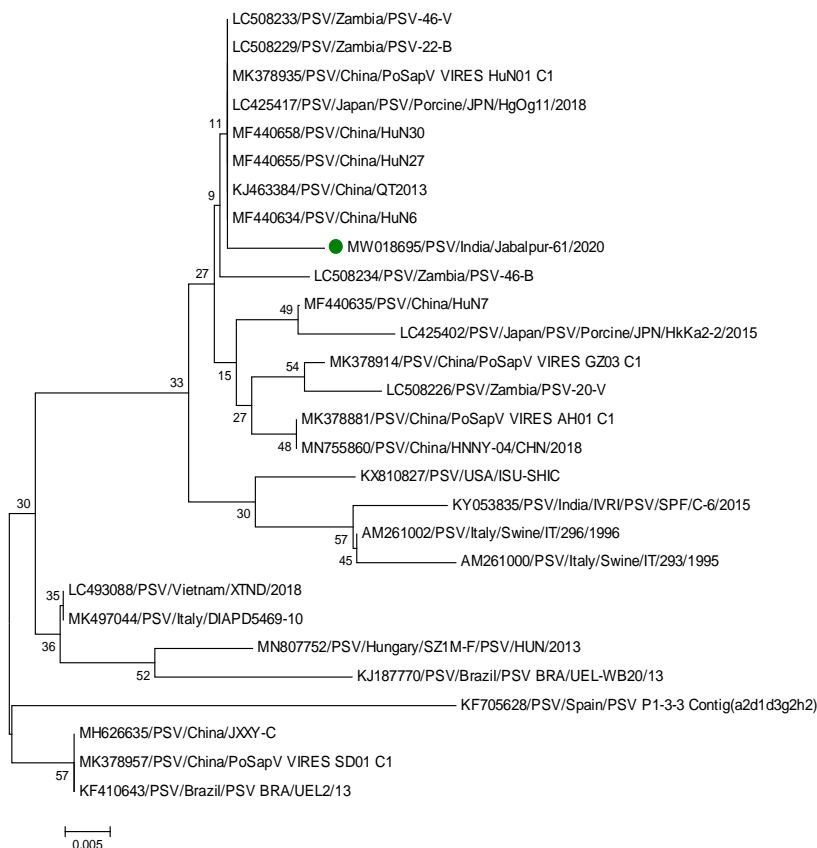 LC508233/PSV/Zambia/PSV-46-V
LC508229/PSV/Zambia/PSV-22-B
MK378935/PSV/China/PoSapV VIRES HuN01 C1
LC425417/PSV/Japan/PSV/Porcine/JPN/HgOg11/2018
11
MF440658/PSV/China/HuN30
MF440655/PSV/China/HuN27
9
KJ463384/PSV/China/QT2013
MF440634/PSV/China/HuN6
MW018695/PSV/India/Jabalpur-61/2020
27
LC508234/PSV/Zambia/PSV-46-B
49
MF440635/PSV/China/HuN7
LC425402/PSV/Japan/PSV/Porcine/JPN/HkKa2-2/2015
54
MK378914/PSV/China/PoSapV VIRES GZ03 C1
15
33
LC508226/PSV/Zambia/PSV-20-V
27
MK378881/PSV/China/PoSapV VIRES AH01 C1
48
MN755860/PSV/China/HNNY-04/CHN/2018
KX810827/PSV/USA/ISU-SHIC
30
30
KY053835/PSV/India/IVRI/PSV/SPF/C-6/2015
57
AM261002/PSV/Italy/Swine/IT/296/1996
45
AM261000/PSV/Italy/Swine/IT/293/1995
LC493088/PSV/Vietnam/XTND/2018
35
MK497044/PSV/Italy/DIAPD5469-10
36
MN807752/PSV/Hungary/SZ1M-F/PSV/HUN/2013
52
KJ187770/PSV/Brazil/PSV BRA/UEL-WB20/13
KF705628/PSV/Spain/PSV P1-3-3 Contig(a2d1d3g2h2)
MH626635/PSV/China/JXXY-C
MK378957/PSV/China/PoSapV VIRES SD01 C1
57
KF410643/PSV/Brazil/PSV BRA/UEL2/13
0.005